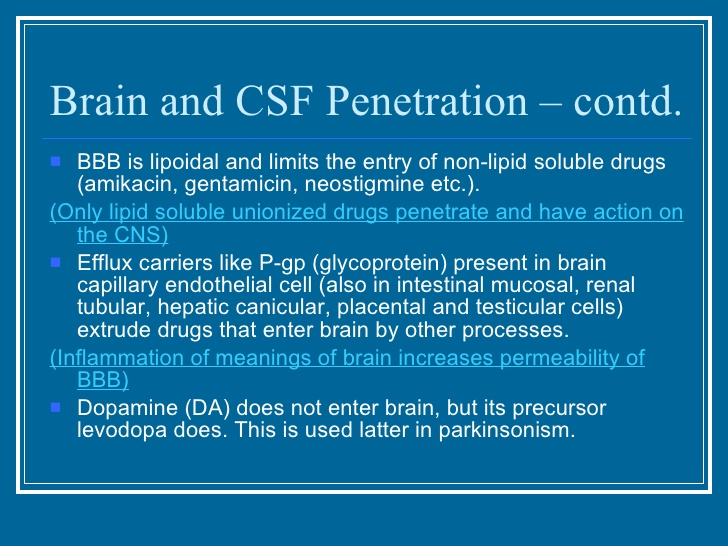 Brain and CSF Penetration – contd.
BBB is lipoidal and limits the entry of non-lipid soluble drugs
(amikacin, gentamicin, neostigmine etc.).
(Only lipid soluble unionized drugs penetrate and have action on
the CNS)
Efflux carriers like P-gp (glycoprotein) present in brain
capillary endothelial cell (also in intestinal mucosal, renal
tubular, hepatic canicular, placental and testicular cells)
extrude drugs that enter brain by other processes.
(Inflammation of meanings of brain increases permeability of
BBB)
Dopamine (DA) does not enter brain, but its precursor
levodopa does. This is used latter in parkinsonism.